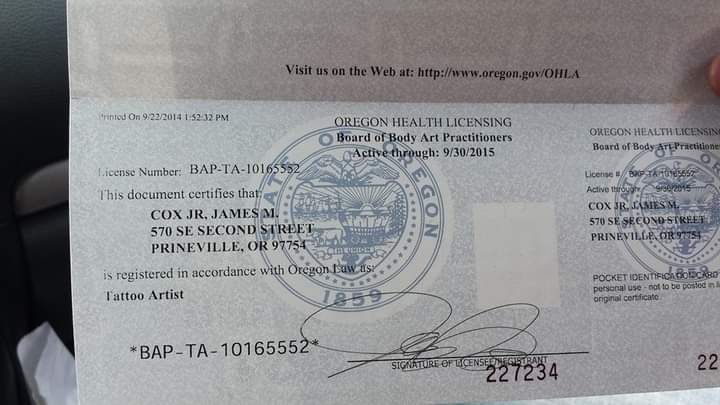 Visit us on the Web at: http://www.oregon.gov/OHLA
Printed On 9/22/2014 1:52:32 PM
OREGON HEALTH LICENSING
Board of Body Art Practitioners
Active through: 9/30/2015
License Number: BAP-TA-10165552
This document certifies that:
COX JR, JAMES M.
570 SE SECOND STREET
PRINEVILLE, OR 97754
is registered in accordance with Oregon Law as:
Tattoo Artist
*BAP-TA-10165552*
SIGNATURE OF LICENSEE/REGISTRANT
227234
STATE OF OREGON
THE UNION
1859
OREGON HEALTH LICENSING
Board of Body Art Practitione
License #: BAP-TA-10165552
Active through: 9/30/2015
COX JR, JAMES M.
570 SE SECOND STREET
PRINEVILLE, OR 97754
POCKET IDENTIFICATION CARD
personal use - not to be posted in
original certificate.
22